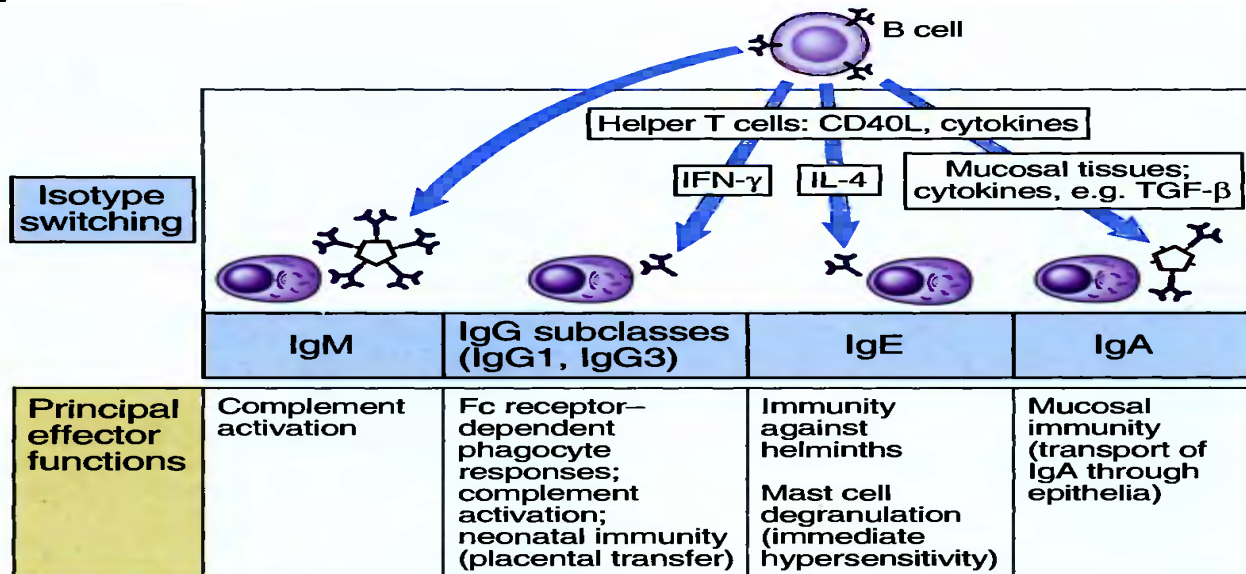 B cell
Helper T cells: CD40L, cytokines
IFN-γ
IL-4
Mucosal tissues;
cytokines, e.g. TGF-β
Isotype
switching
IgM
IgG subclasses
(IgG1, IgG3)
IgE
IgA
Principal
effector
functions
Complement
activation
Fc receptor–
dependent
phagocyte
responses;
complement
activation;
neonatal immunity
(placental transfer)
Immunity
against
helminths
Mast cell
degranulation
(immediate
hypersensitivity)
Mucosal
immunity
(transport of
IgA through
epithelia)